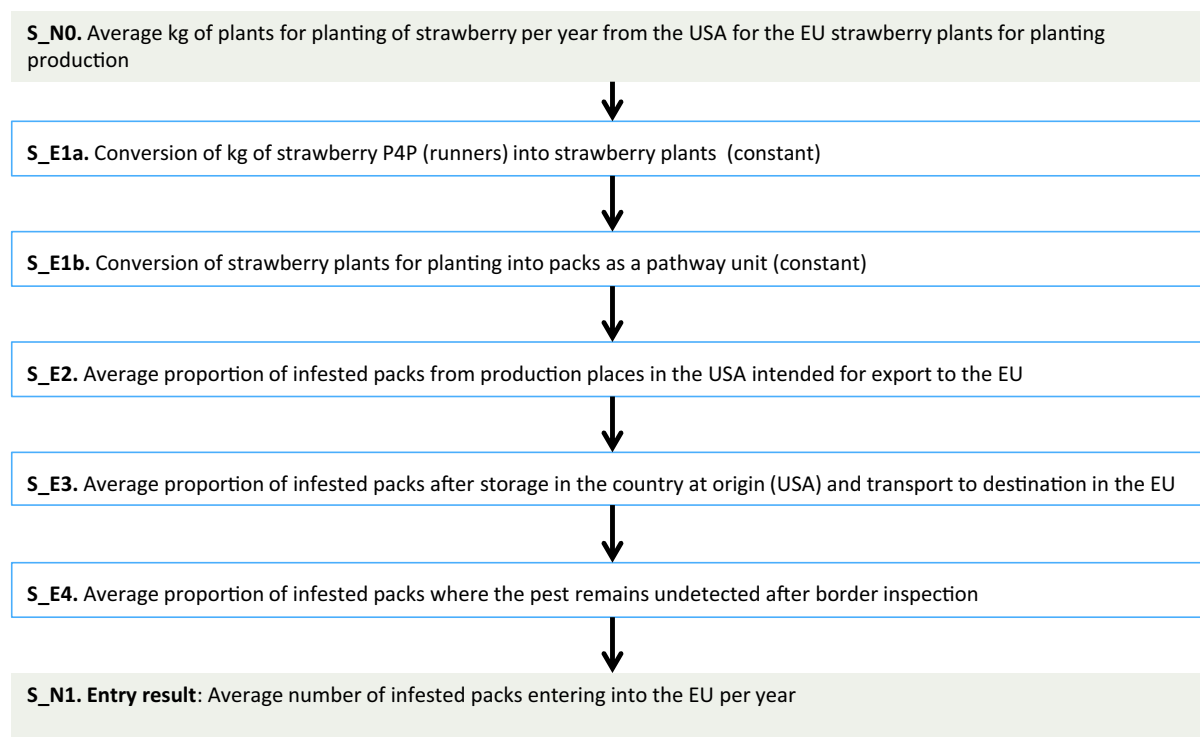 S_N0. Average kg of plants for planting of strawberry per year from the USA for the EU strawberry plants for planting
production
S_E1a. Conversion of kg of strawberry P4P (runners) into strawberry plants (constant)
S_E1b. Conversion of strawberry plants for planting into packs as a pathway unit (constant)
S_E2. Average proportion of infested packs from production places in the USA intended for export to the EU
S_E3. Average proportion of infested packs after storage in the country at origin (USA) and transport to destination in the EU
S_E4. Average proportion of infested packs where the pest remains undetected after border inspection
S_N1. Entry result: Average number of infested packs entering into the EU per year